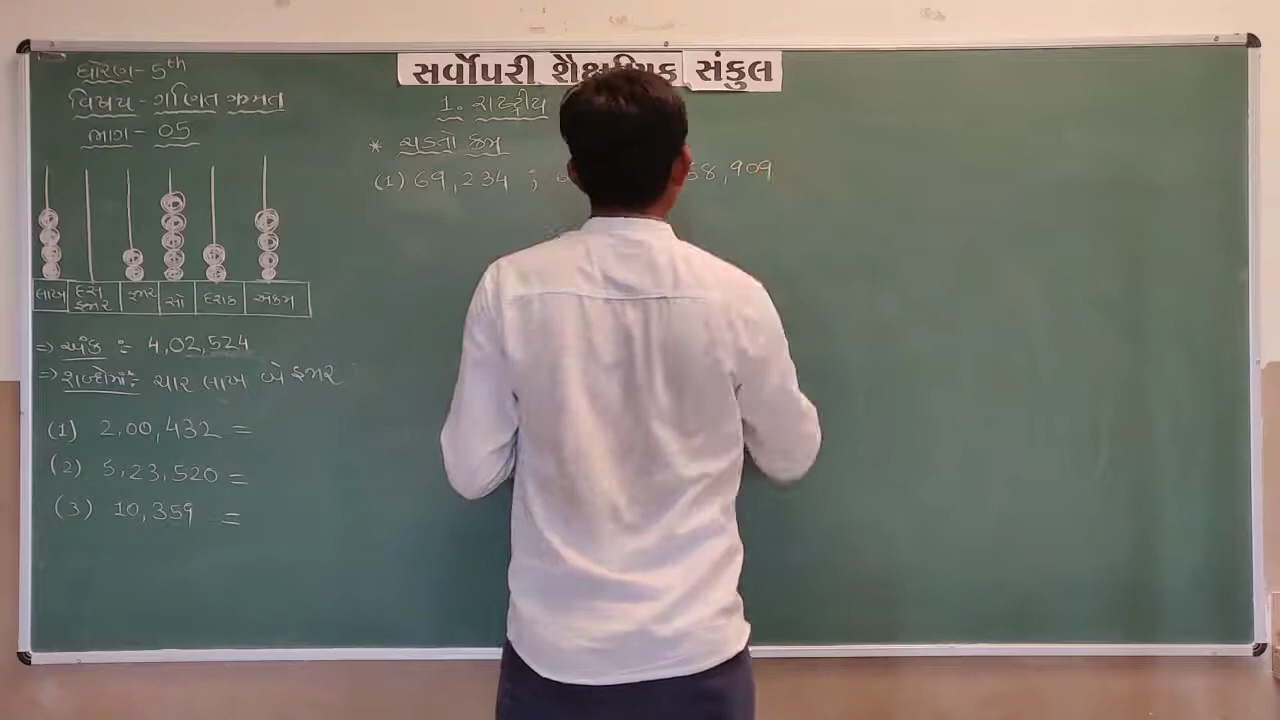 સર્વોપરી શૈક્ષણિક સંકુલ
ધોરણ - 5th
વિષય - ગણિત ગમ્મત
ભાગ - 05
લાખ દસ હજાર હજાર સો દશક એકમ
=> અંક :- 4,02,524
=> શબ્દોમાં :- ચાર લાખ બે હજાર
(1) 2,00,432 =
(2) 5,23,520 =
(3) 10,359 =
1. રાષ્ટ્રીય
* ચડતો ક્રમ
(1) 69,234 ; 58,909